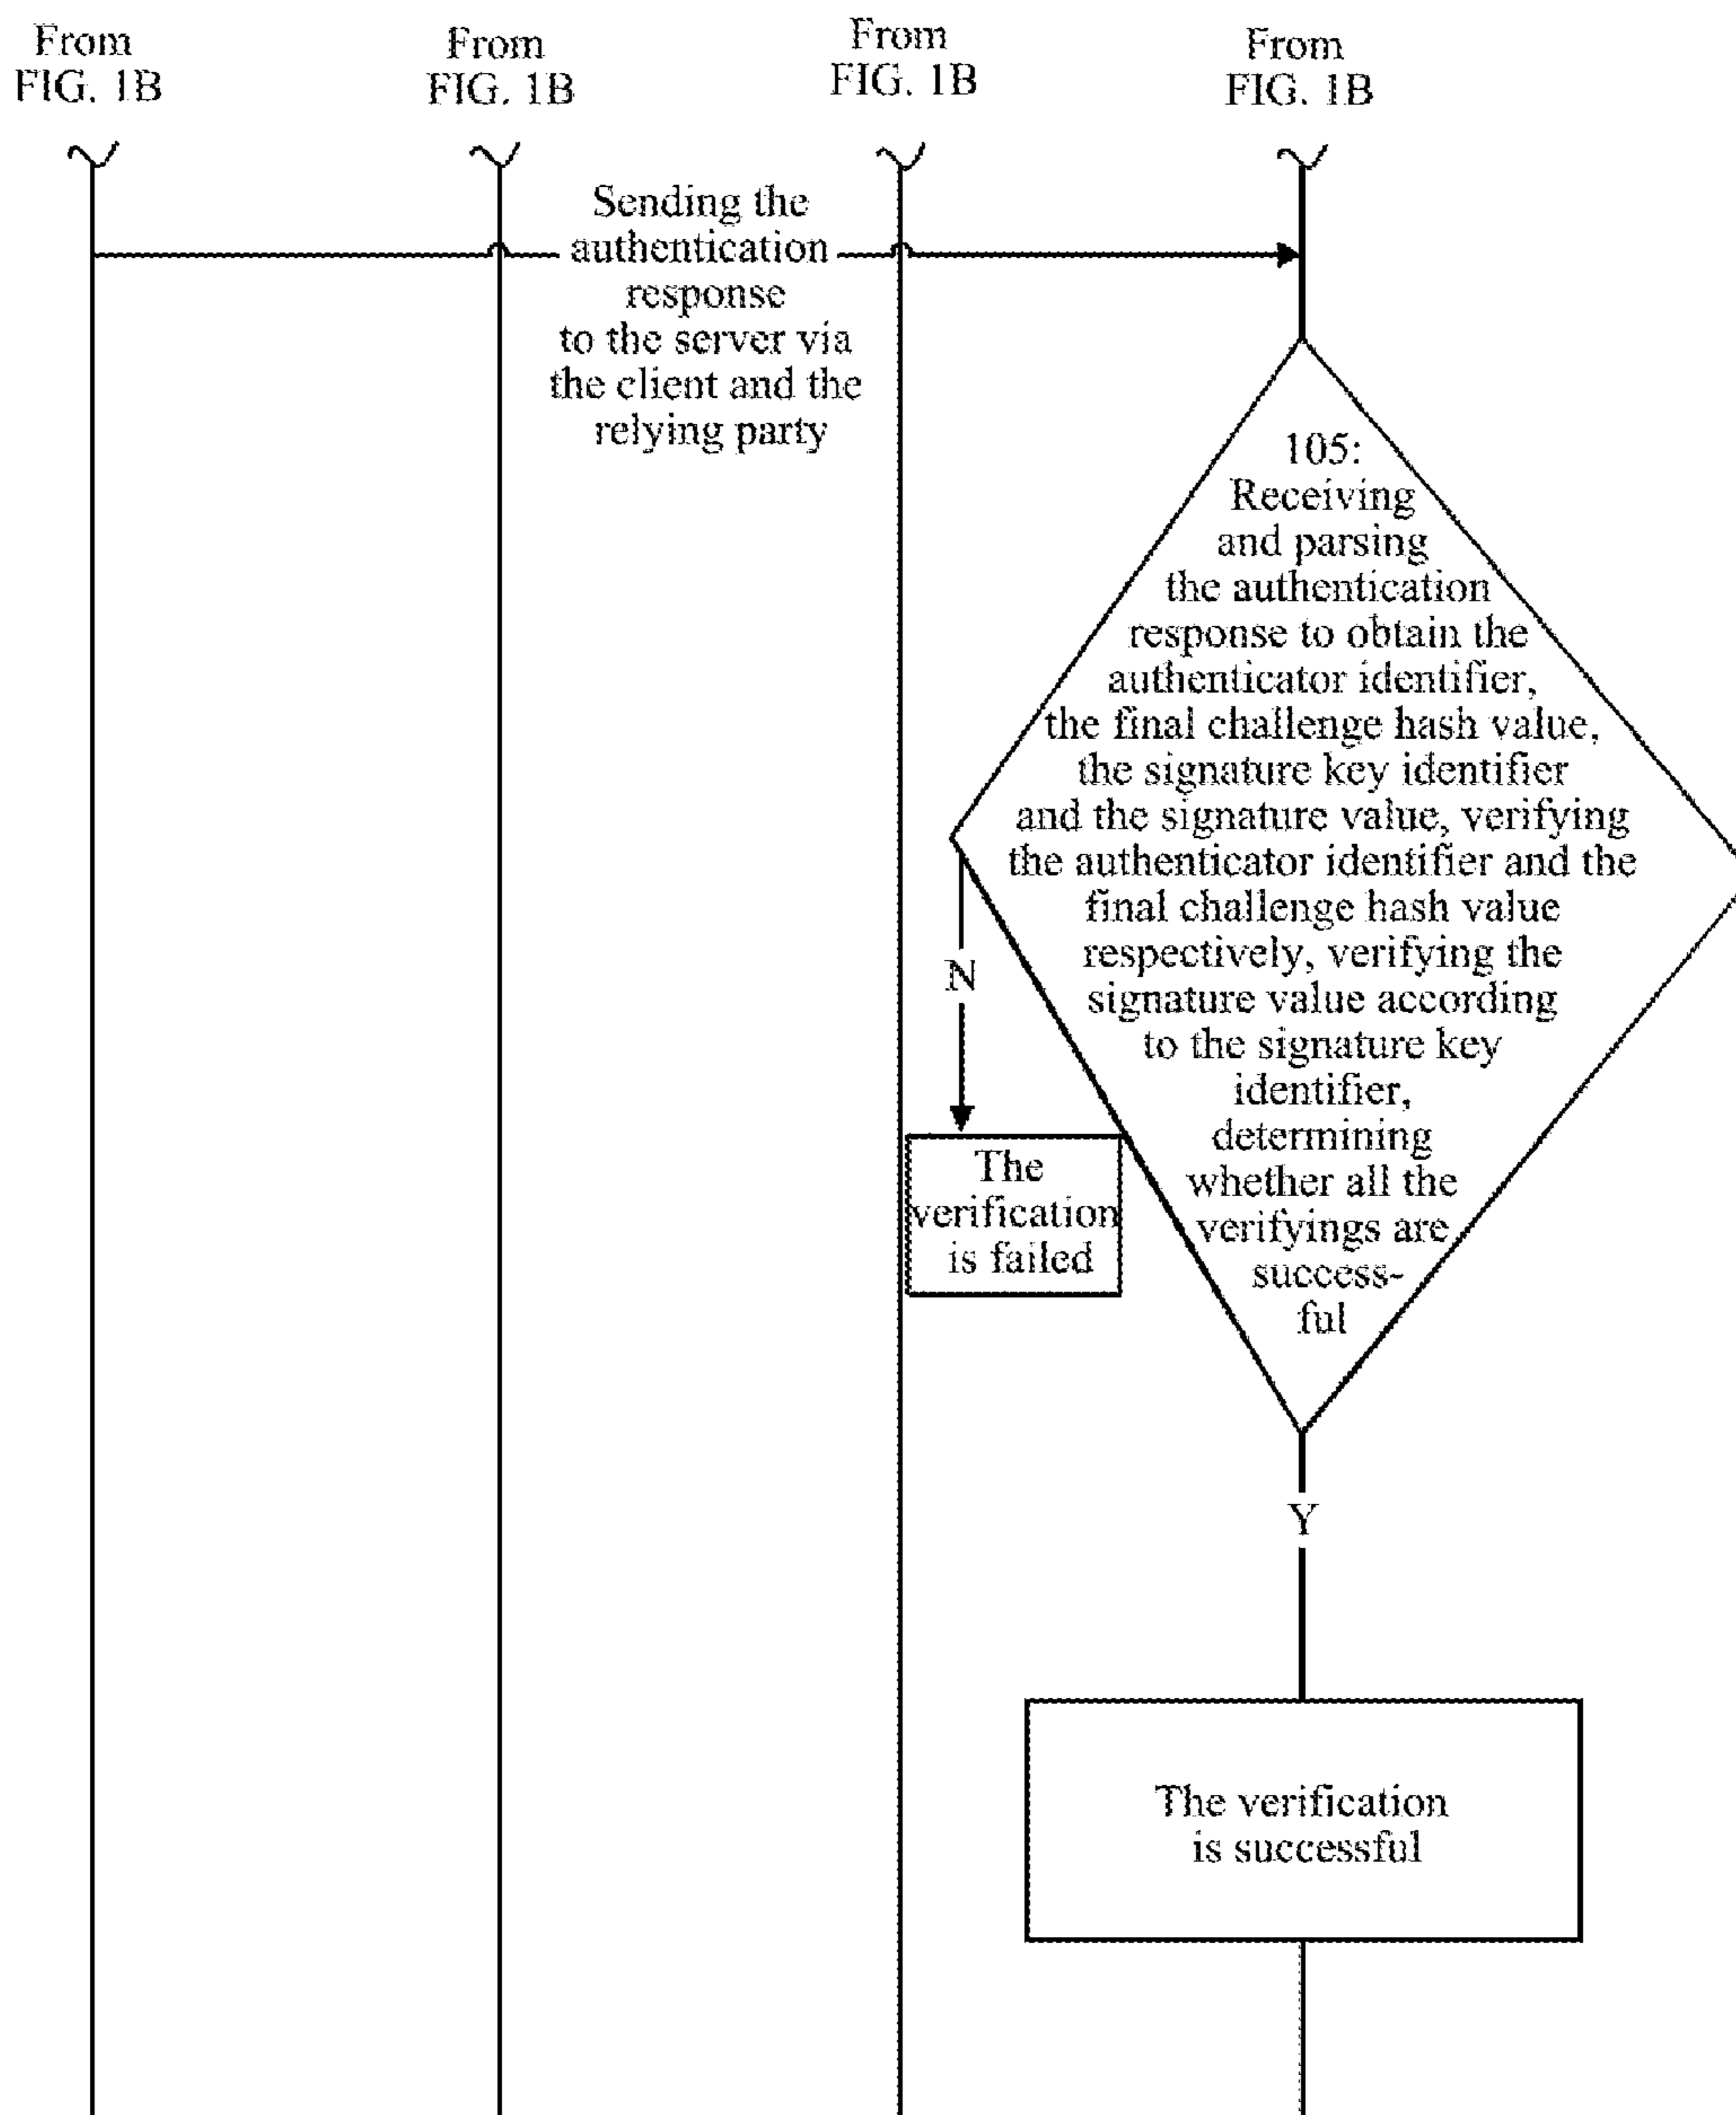 From
FIG. 1B
From
FIG. 1B
From
FIG. 1B
From
FIG. 1B
Sending the
authentication
response
to the server via
the client and the
relying party
105:
Receiving
and parsing
the authentication
response to obtain the
authenticator identifier,
the final challenge hash value,
the signature key identifier
and the signature value, verifying
the authenticator identifier and the
final challenge hash value
respectively, verifying the
signature value according
to the signature key
identifier,
determining
whether all the
verifyings are
success-
ful
N
The
verification
is failed
Y
The verification
is successful